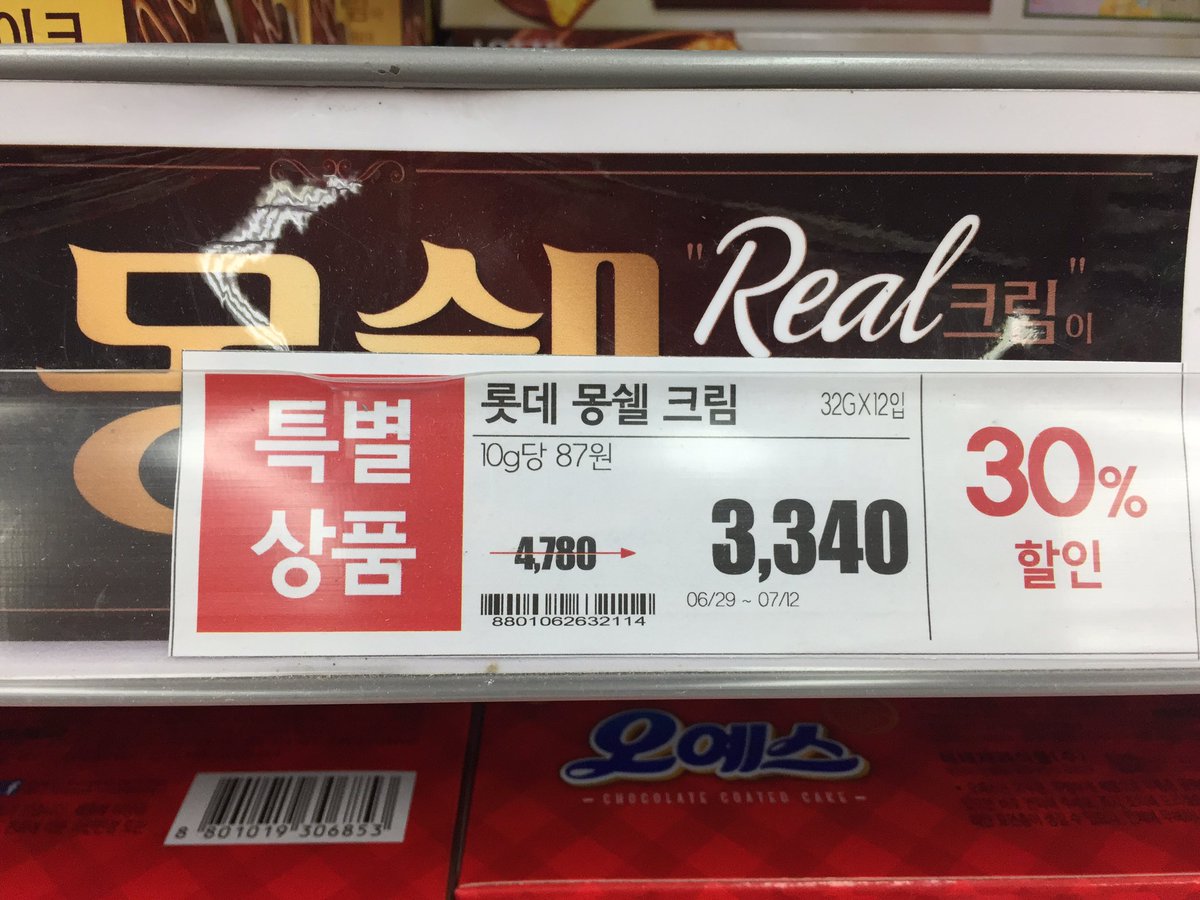 이크
몽쉘
"Real크림"이
특별
상품
롯데 몽쉘 크림 32GX12입
10g당 87원
4,780 → 3,340
8801062632114
06/29 ~ 07/12
30%
할인
오예스
CHOCOLATE COATED CAKE
8 801019 306853